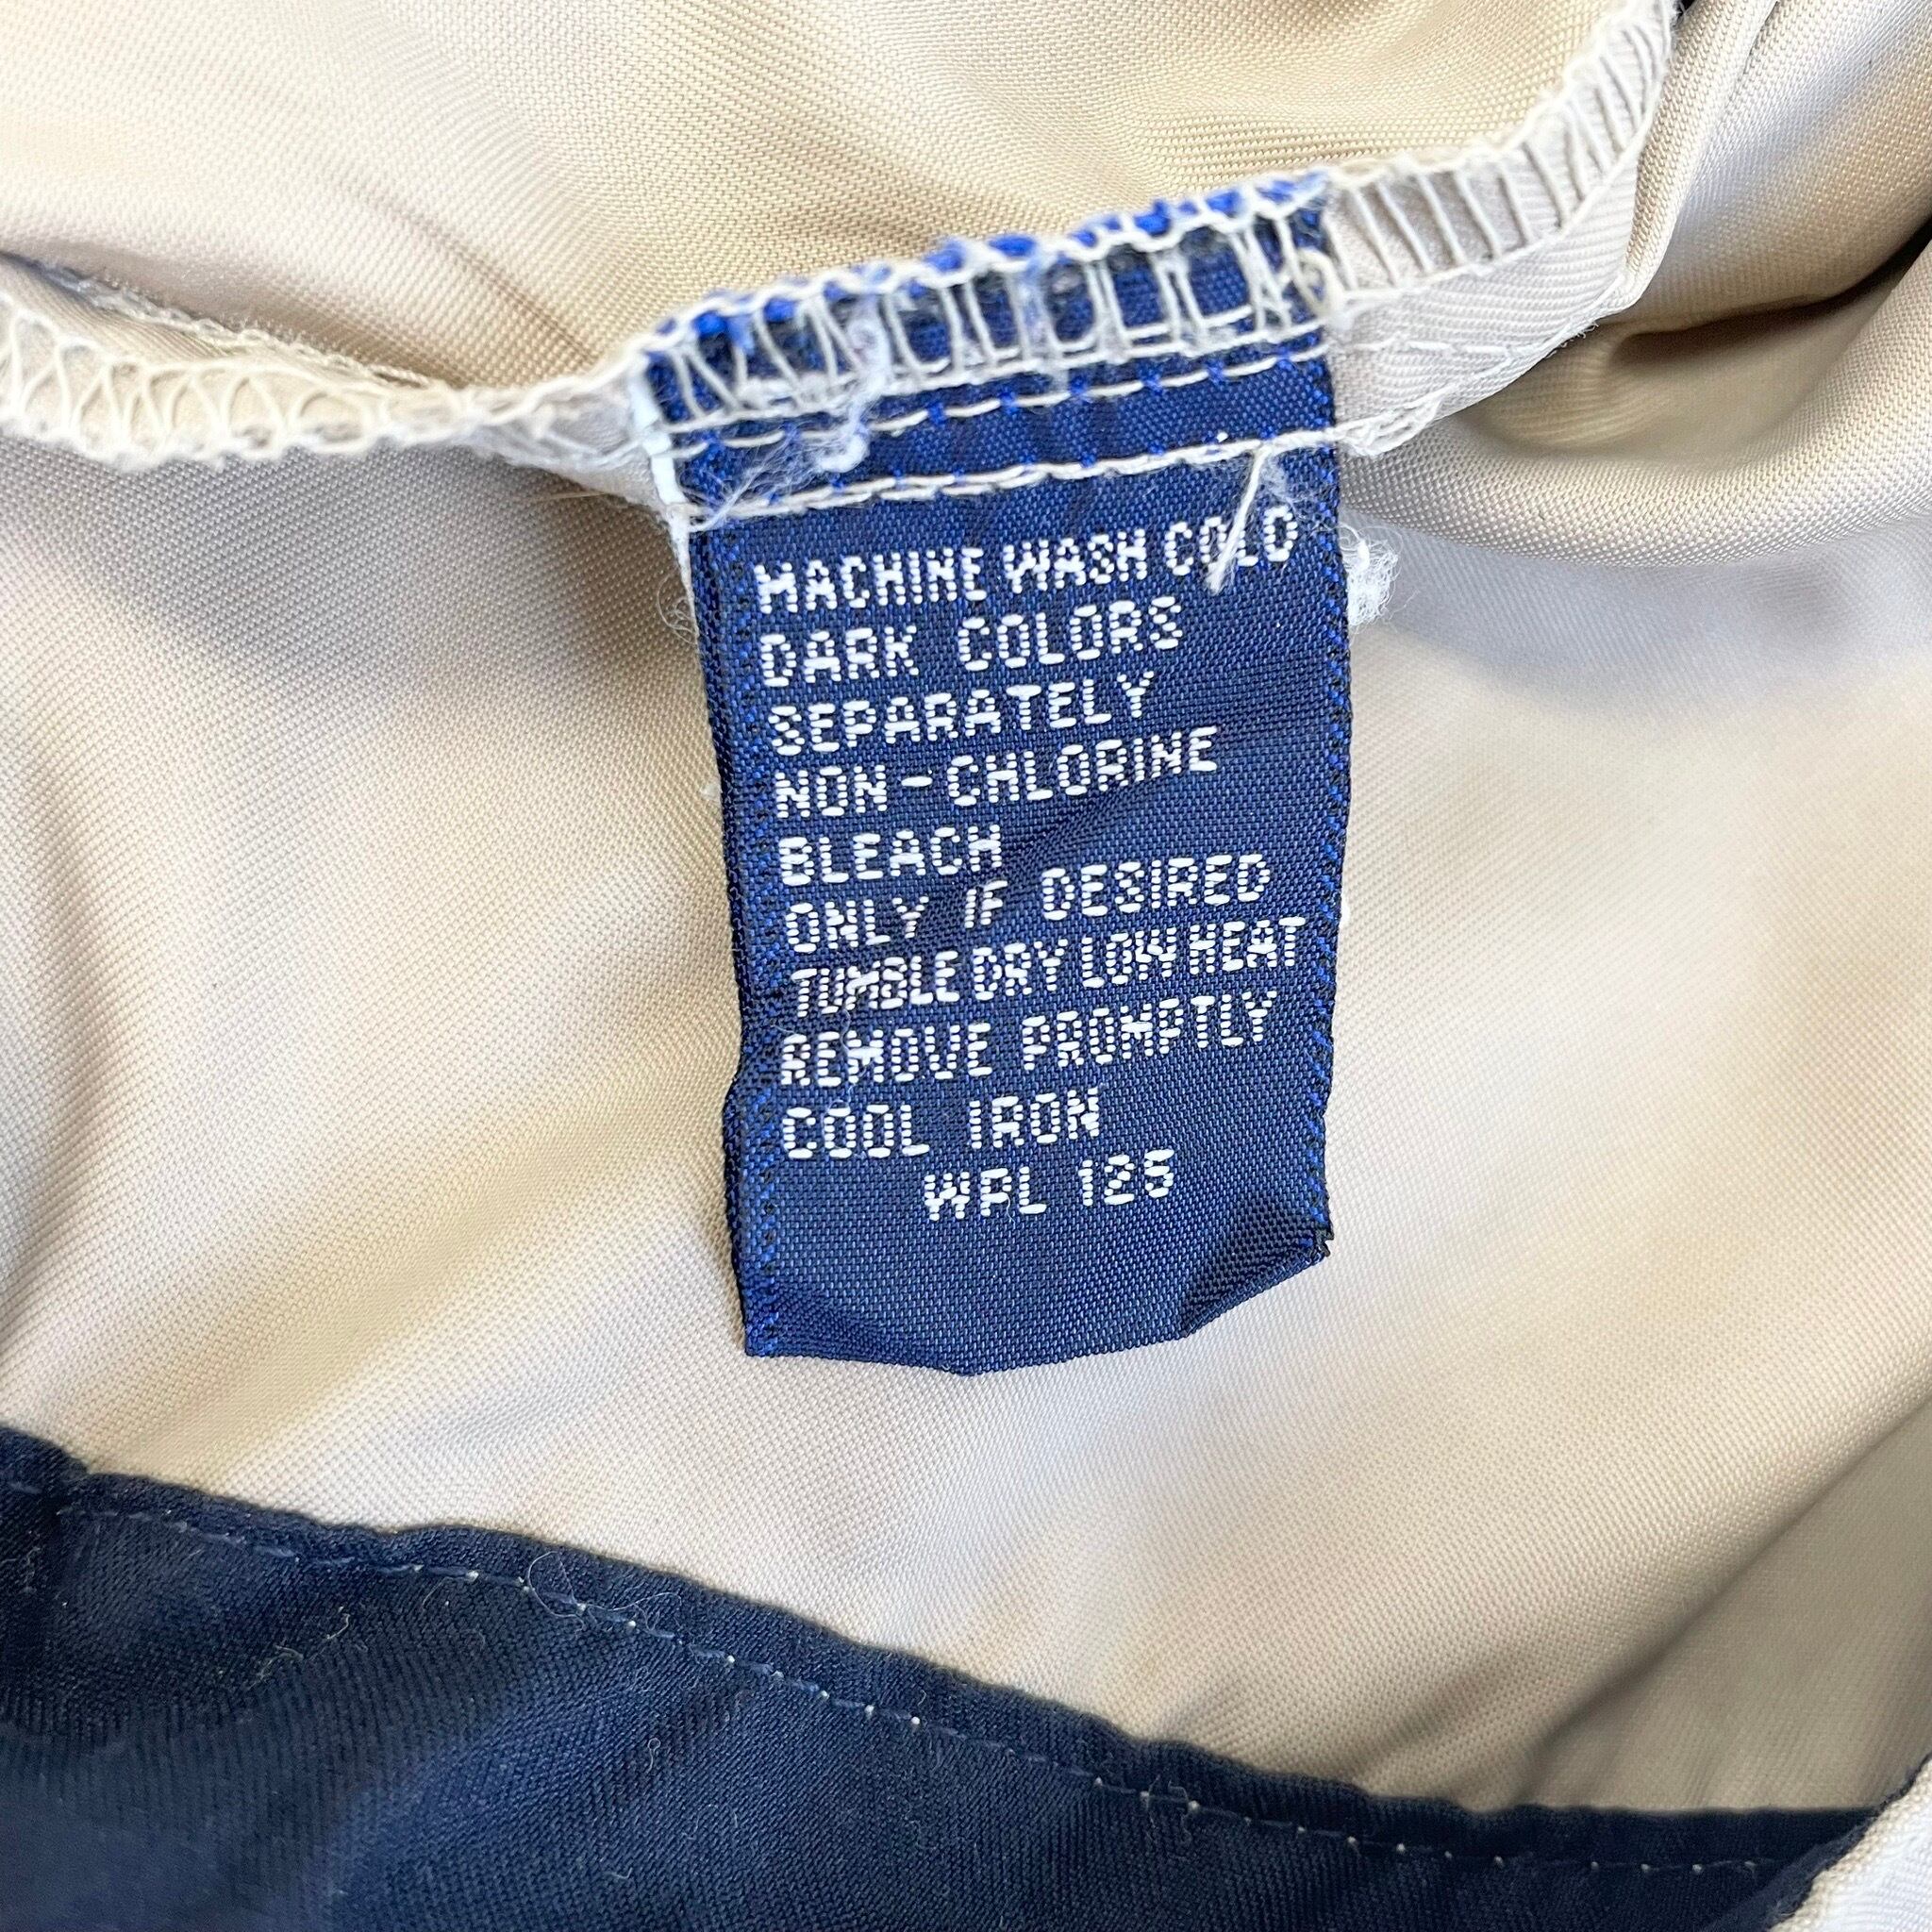 MACHINE WASH COLD
DARK COLORS
SEPARATELY
NON-CHLORINE
BLEACH
ONLY IF DESIRED
TUMBLE DRY LOW HEAT
REMOVE PROMPTLY
COOL IRON
WPL 125